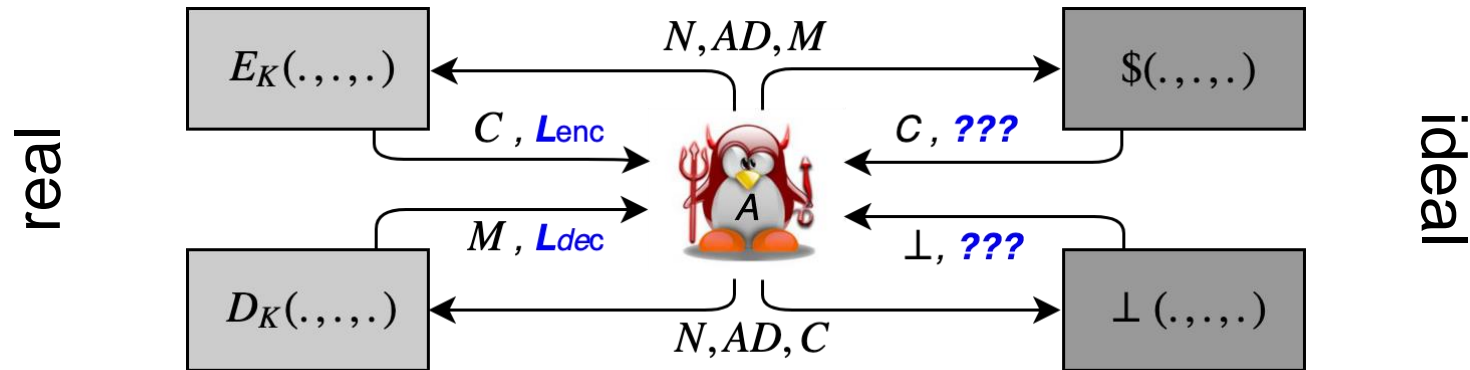 real
E_K(.,.,.)
N, AD, M
$(.,.,.)
C , Lenc
C , ???
A
M , Ldec
⊥, ???
D_K(.,.,.)
N, AD, C
⊥ (.,.,.)
ideal